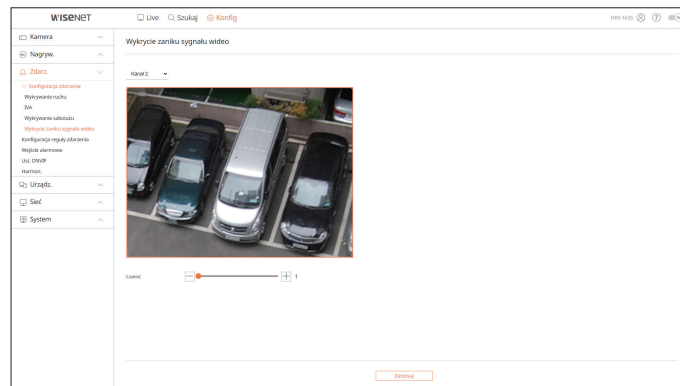 WISENET
Live Szukaj Konfig
HRX-1635
Kamera
Nagryw.
Zdarz.
Konfiguracja zdarzenia
Wykrywanie ruchu
IVA
Wykrywanie sabotażu
Wykrycie zaniku sygnału wideo
Konfiguracja reguły zdarzenia
Wejście alarmowe
Ust. ONVIF
Harmon.
Urządz.
Sieć
System
Wykrycie zaniku sygnału wideo
Kanał 2
Czułość
1
Zastosuj